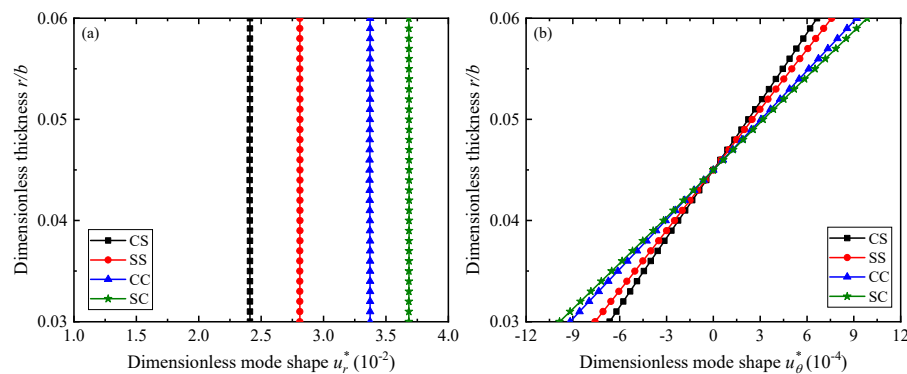 (a)
Dimensionless thickness r/b
0.06
0.05
0.04
0.03
CS
SS
CC
SC
1.0 1.5 2.0 2.5 3.0 3.5 4.0
Dimensionless mode shape u_r^* (10^-2)
(b)
Dimensionless thickness r/b
0.06
0.05
0.04
0.03
CS
SS
CC
SC
-12 -9 -6 -3 0 3 6 9 12
Dimensionless mode shape u_θ^* (10^-4)